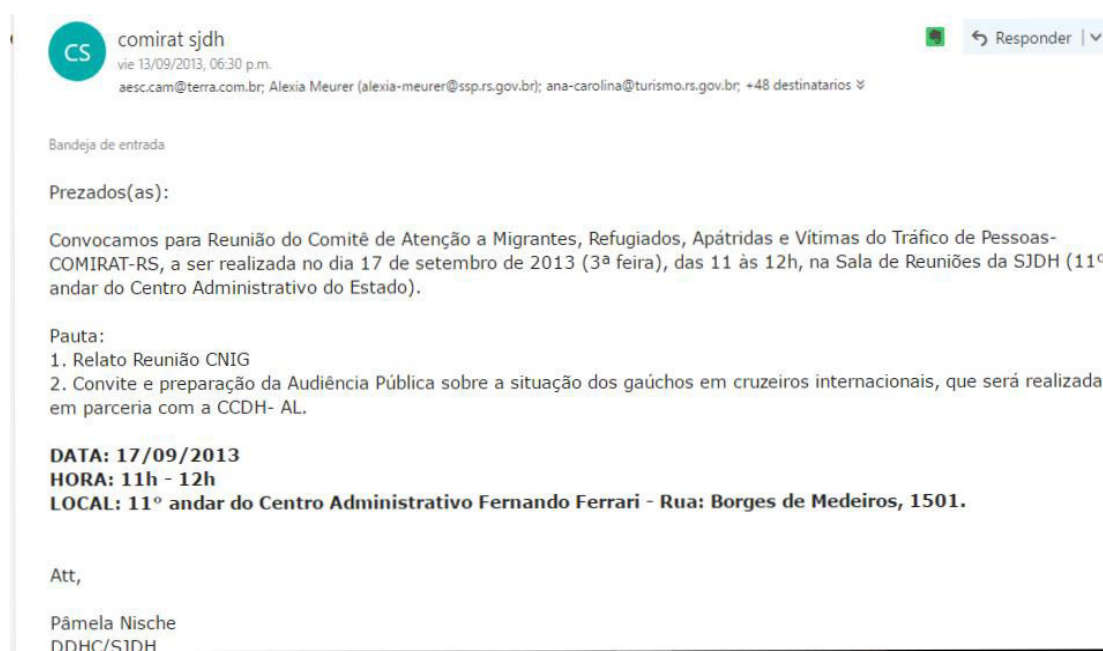 CS
comirat sjdh
Responder
vie 13/09/2013, 06:30 p.m.
aesc.cam@terra.com.br; Alexia Meurer (alexia-meurer@ssp.rs.gov.br); ana-carolina@turismo.rs.gov.br; +48 destinatarios
Bandeja de entrada
Prezados(as):
Convocamos para Reunião do Comitê de Atenção a Migrantes, Refugiados, Apátridas e Vítimas do Tráfico de Pessoas-
COMIRAT-RS, a ser realizada no dia 17 de setembro de 2013 (3ª feira), das 11 às 12h, na Sala de Reuniões da SJDH (11º
andar do Centro Administrativo do Estado).
Pauta:
1. Relato Reunião CNIG
2. Convite e preparação da Audiência Pública sobre a situação dos gaúchos em cruzeiros internacionais, que será realizada
em parceria com a CCDH- AL.
DATA: 17/09/2013
HORA: 11h - 12h
LOCAL: 11º andar do Centro Administrativo Fernando Ferrari - Rua: Borges de Medeiros, 1501.
Att,
Pâmela Nische
DDHC/SJDH